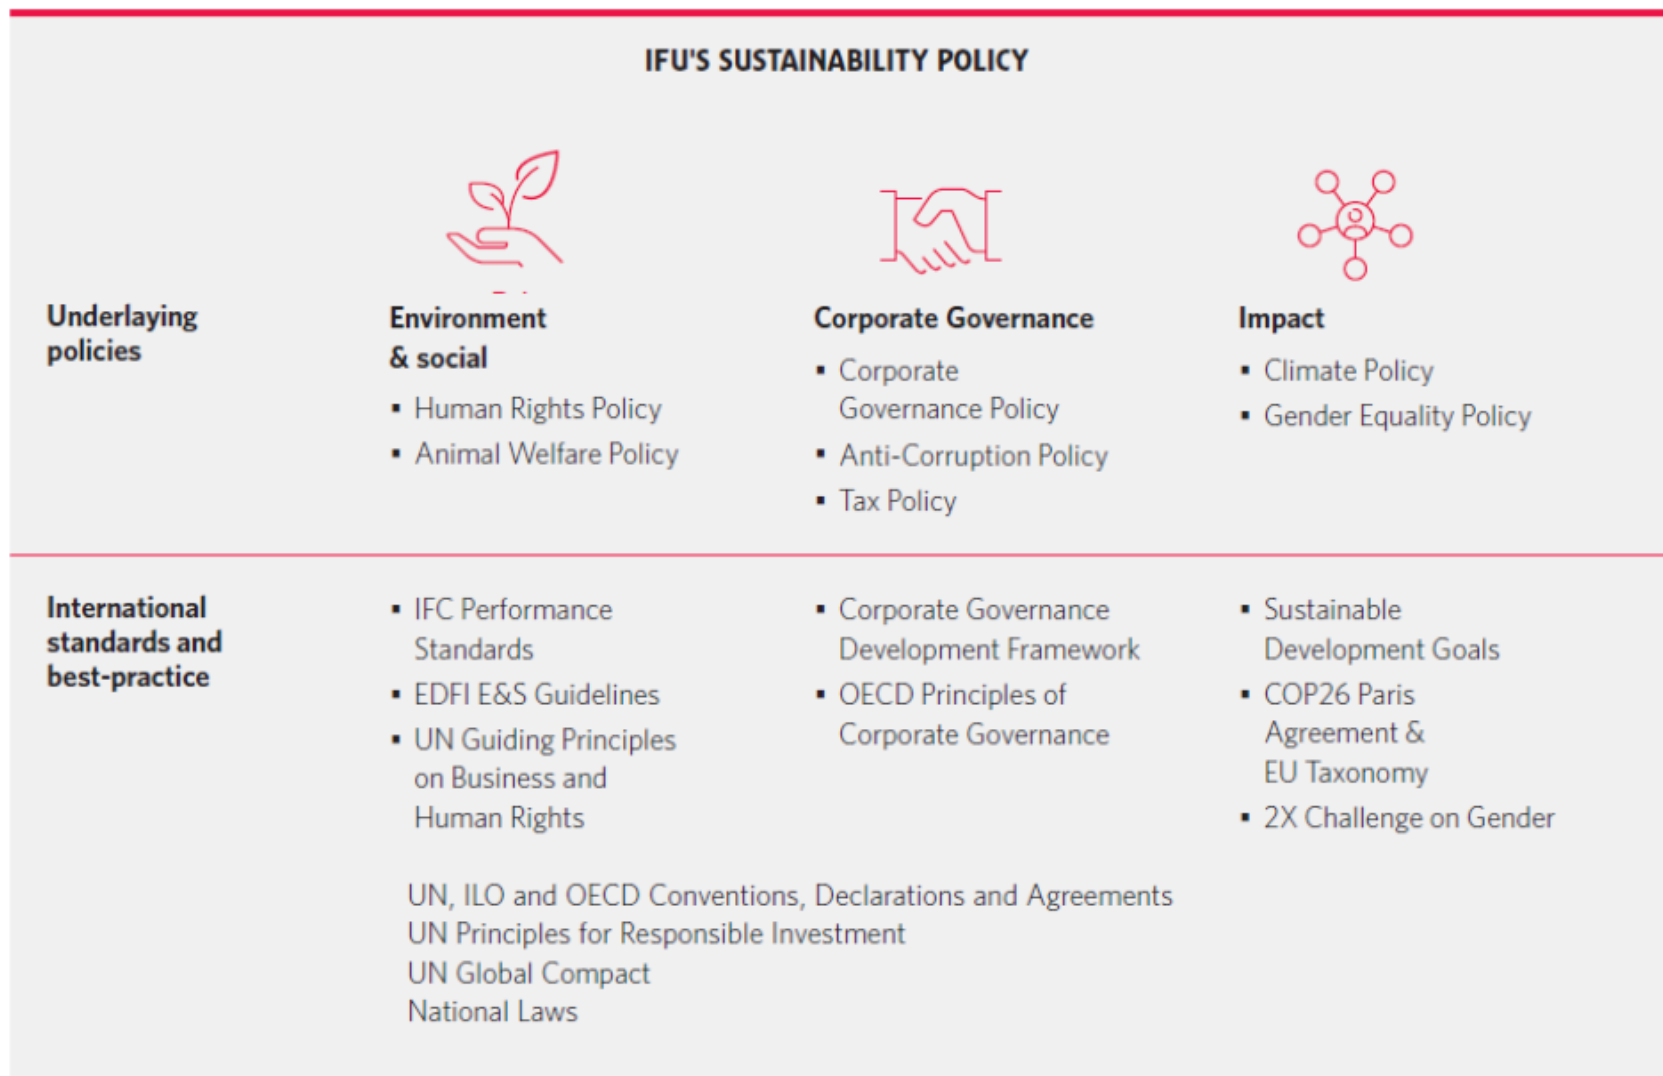 IFU'S SUSTAINABILITY POLICY
Underlaying
policies
Environment
& social
▪ Human Rights Policy
▪ Animal Welfare Policy
Corporate Governance
▪ Corporate
Governance Policy
▪ Anti-Corruption Policy
▪ Tax Policy
Impact
▪ Climate Policy
▪ Gender Equality Policy
International
standards and
best-practice
▪ IFC Performance
Standards
▪ EDFI E&S Guidelines
▪ UN Guiding Principles
on Business and
Human Rights
▪ Corporate Governance
Development Framework
▪ OECD Principles of
Corporate Governance
▪ Sustainable
Development Goals
▪ COP26 Paris
Agreement &
EU Taxonomy
▪ 2X Challenge on Gender
UN, ILO and OECD Conventions, Declarations and Agreements
UN Principles for Responsible Investment
UN Global Compact
National Laws